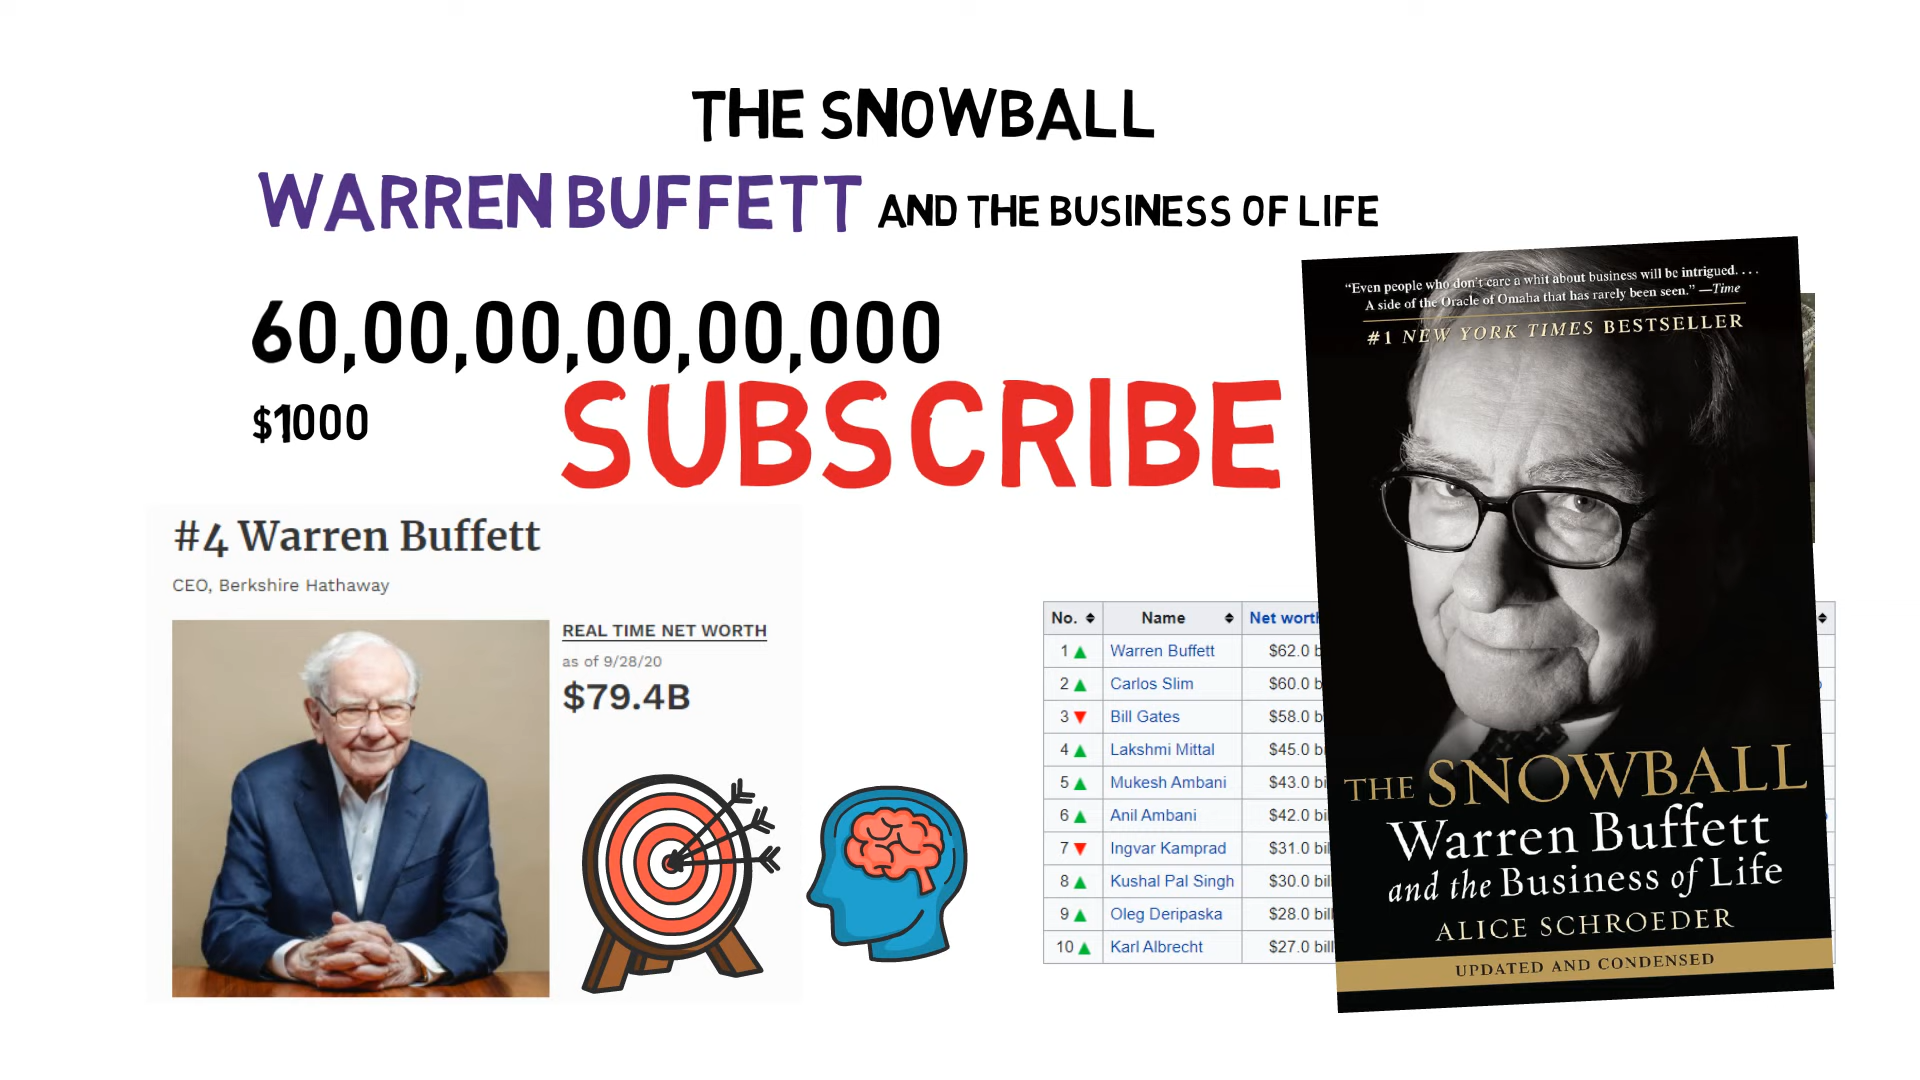 THE SNOWBALL
WARREN BUFFETT AND THE BUSINESS OF LIFE
60,00,00,00,00,000
$1000
SUBSCRIBE
#4 Warren Buffett
CEO, Berkshire Hathaway
REAL TIME NET WORTH
as of 9/28/20
$79.4B
No. Name Net worth
1 Warren Buffett $62.0 b
2 Carlos Slim $60.0 b
3 Bill Gates $58.0 b
4 Lakshmi Mittal $45.0 b
5 Mukesh Ambani $43.0 bi
6 Anil Ambani $42.0 bi
7 Ingvar Kamprad $31.0 bil
8 Kushal Pal Singh $30.0 bil
9 Oleg Deripaska $28.0 bill
10 Karl Albrecht $27.0 bill
“Even people who don't care a whit about business will be intrigued. . . .
A side of the Oracle of Omaha that has rarely been seen.” —Time
#1 NEW YORK TIMES BESTSELLER
THE SNOWBALL
Warren Buffett
and the Business of Life
ALICE SCHROEDER
UPDATED AND CONDENSED